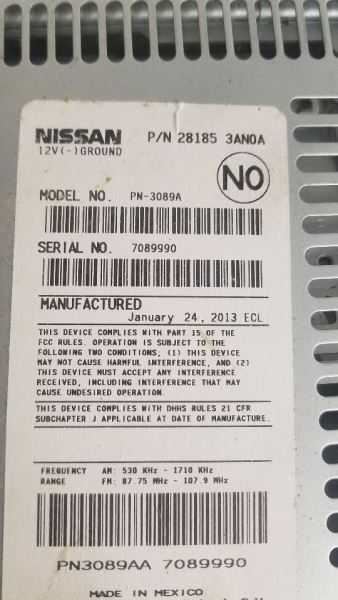 NISSAN P/N 28185 3AN0A
12V(-)GROUND
NO
MODEL NO. PN-3089A
SERIAL NO. 7089990
MANUFACTURED
January 24, 2013 ECL
THIS DEVICE COMPLIES WITH PART 15 OF THE
FCC RULES. OPERATION IS SUBJECT TO THE
FOLLOWING TWO CONDITIONS; (1) THIS DEVICE
MAY NOT CAUSE HARMFUL INTERFERENCE, AND (2)
THIS DEVICE MUST ACCEPT ANY INTERFERENCE
RECEIVED, INCLUDING INTERFERENCE THAT MAY
CAUSE UNDESIRED OPERATION.
THIS DEVICE COMPLIES WITH DHHS RULES 21 CFR
SUBCHAPTER J APPLICABLE AT DATE OF MANUFACTURE.
FREQUENCY AM: 530 KHz - 1710 KHz
RANGE FM: 87.75 MHz - 107.9 MHz
PN3089AA 7089990
MADE IN MEXICO